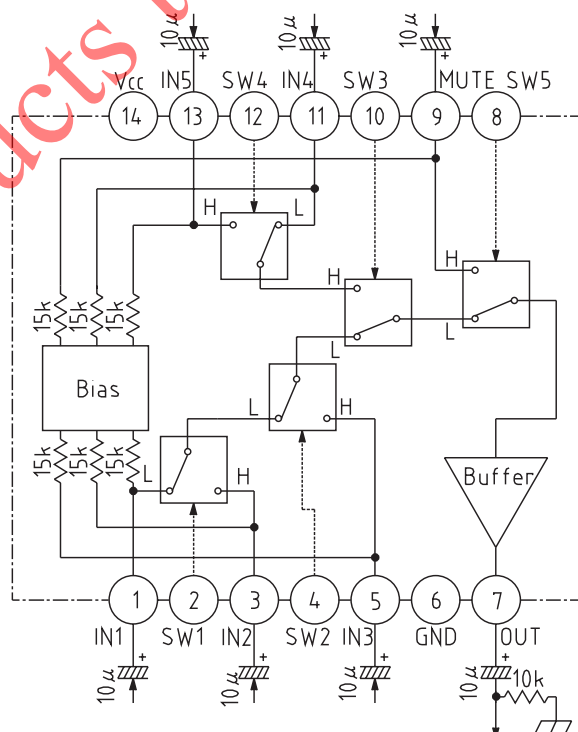 ucts
10μ 10μ 10μ
Vcc IN5 SW4 IN4 SW3 MUTE SW5
14 13 12 11 10 9 8
H L
H
H
15k 15k 15k
L
L
Bias
L H
15k 15k 15k
L H
Buffer
1 2 3 4 5 6 7
IN1 SW1 IN2 SW2 IN3 GND OUT
+ + + +
10μ 10μ 10μ 10μ 10k